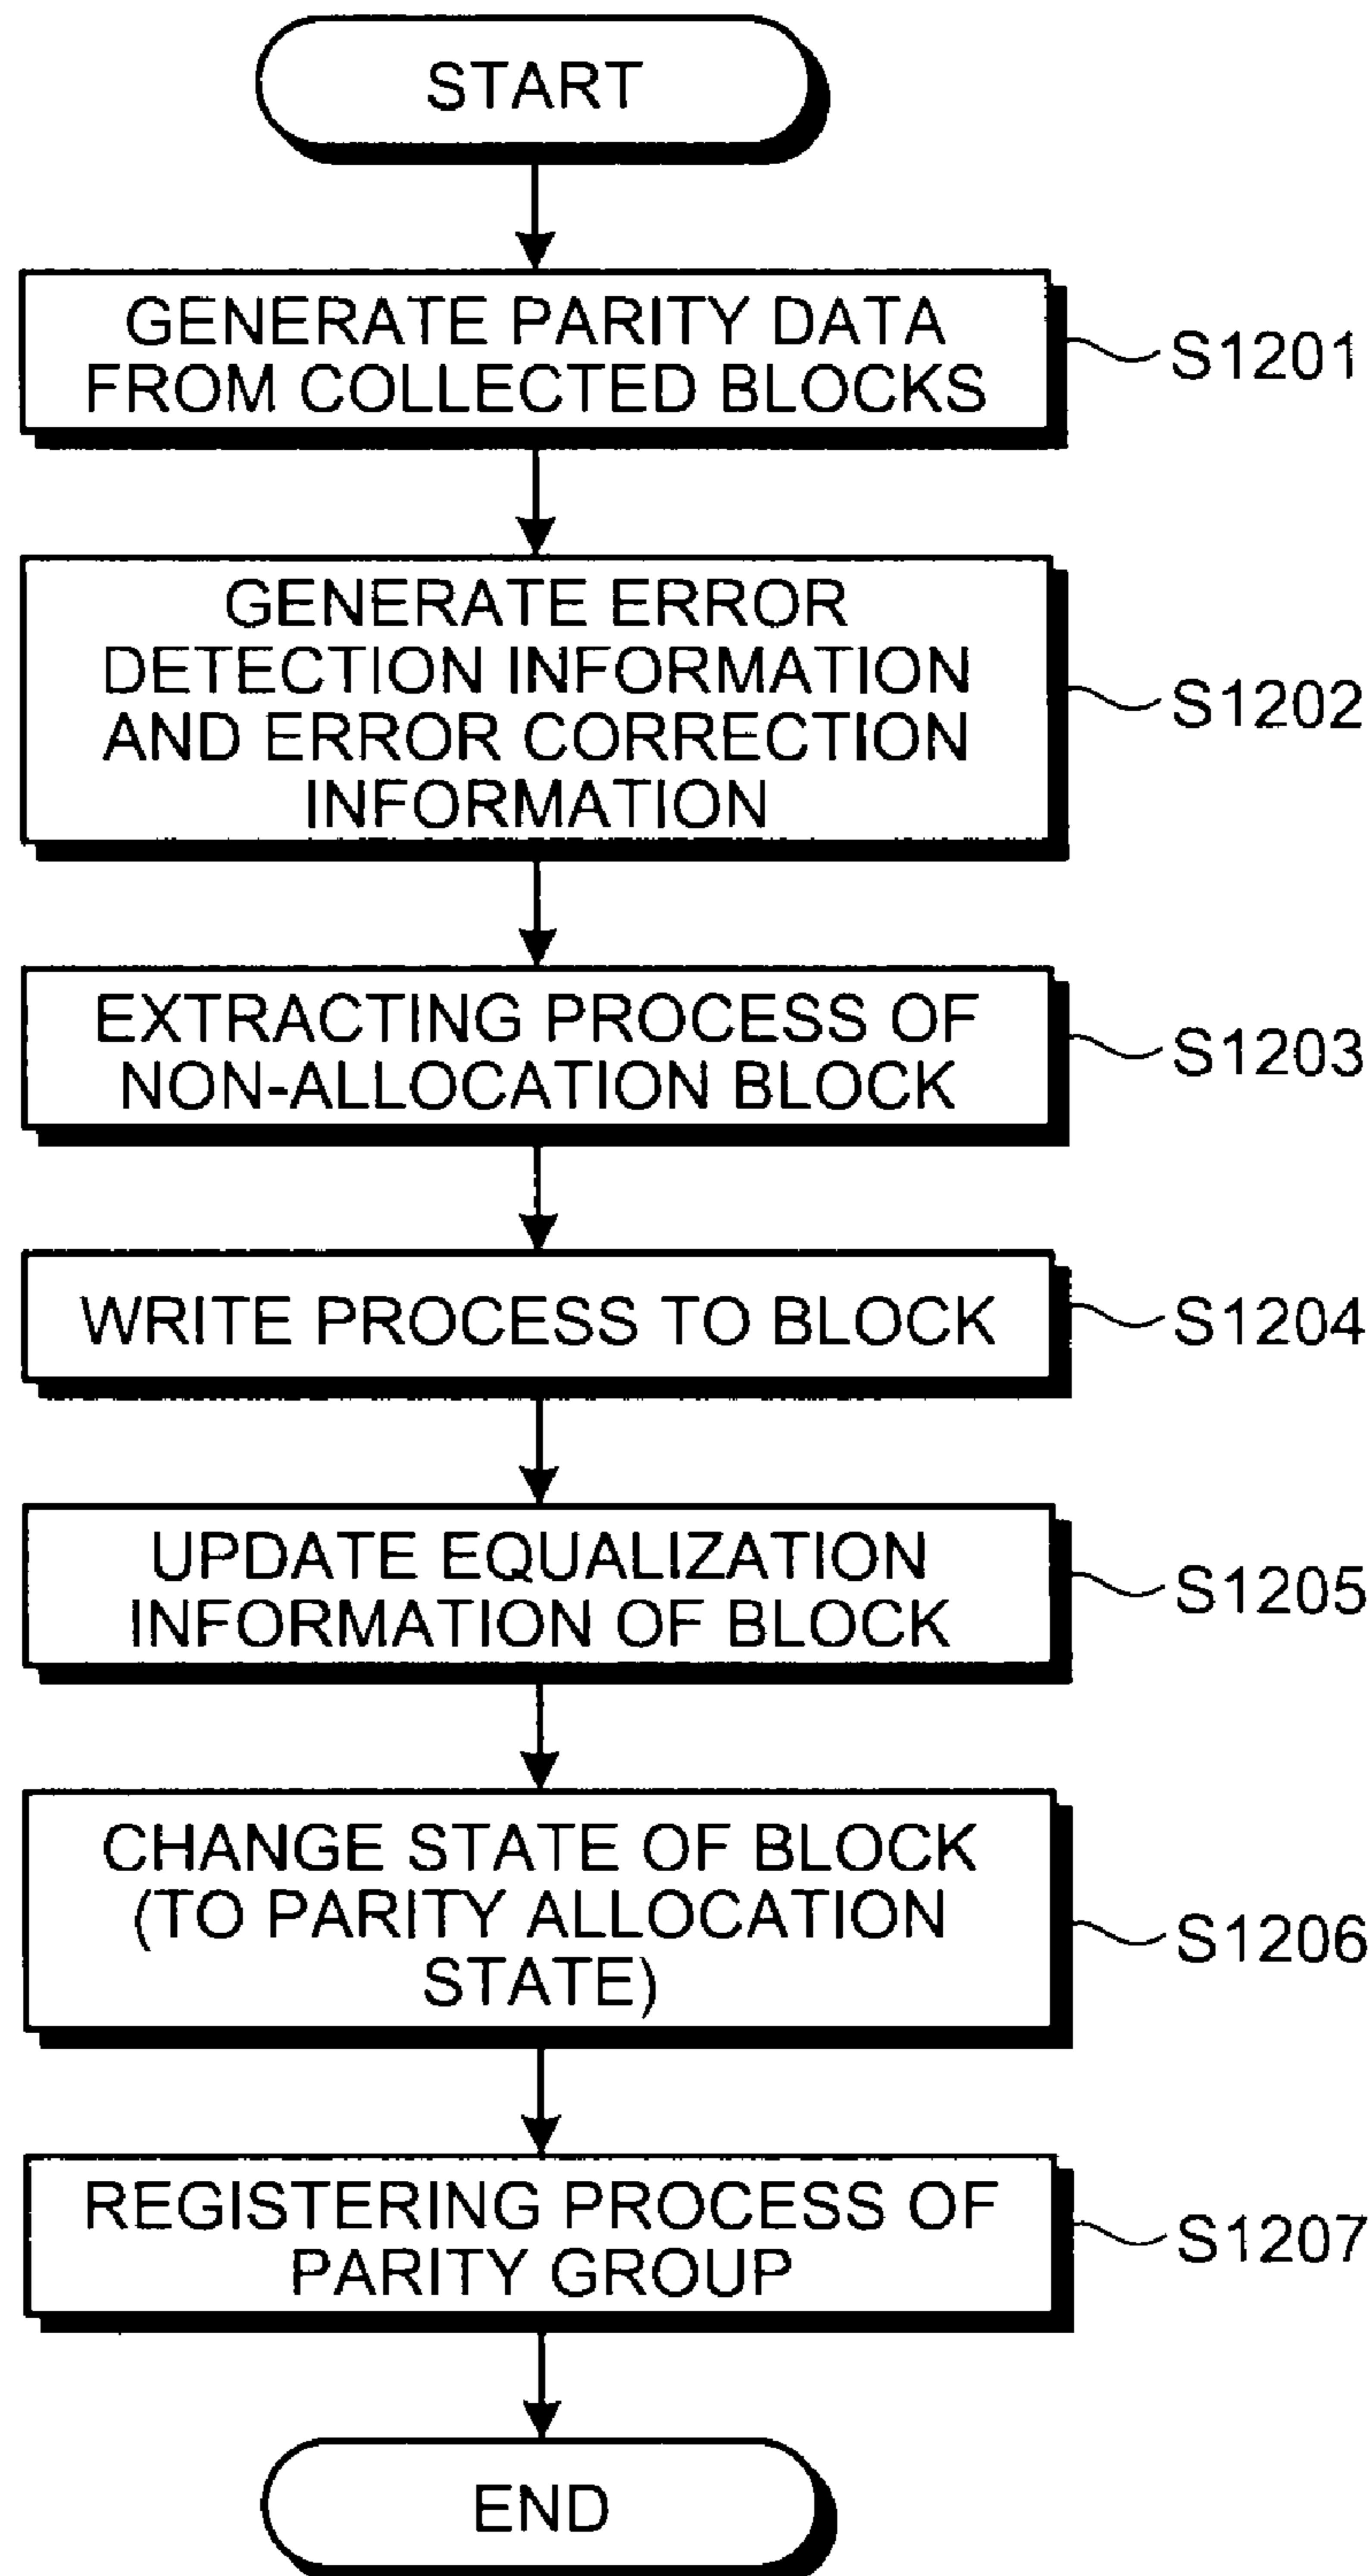 START
GENERATE PARITY DATA
FROM COLLECTED BLOCKS
S1201
GENERATE ERROR
DETECTION INFORMATION
AND ERROR CORRECTION
INFORMATION
S1202
EXTRACTING PROCESS OF
NON-ALLOCATION BLOCK
S1203
WRITE PROCESS TO BLOCK
S1204
UPDATE EQUALIZATION
INFORMATION OF BLOCK
S1205
CHANGE STATE OF BLOCK
(TO PARITY ALLOCATION
STATE)
S1206
REGISTERING PROCESS OF
PARITY GROUP
S1207
END